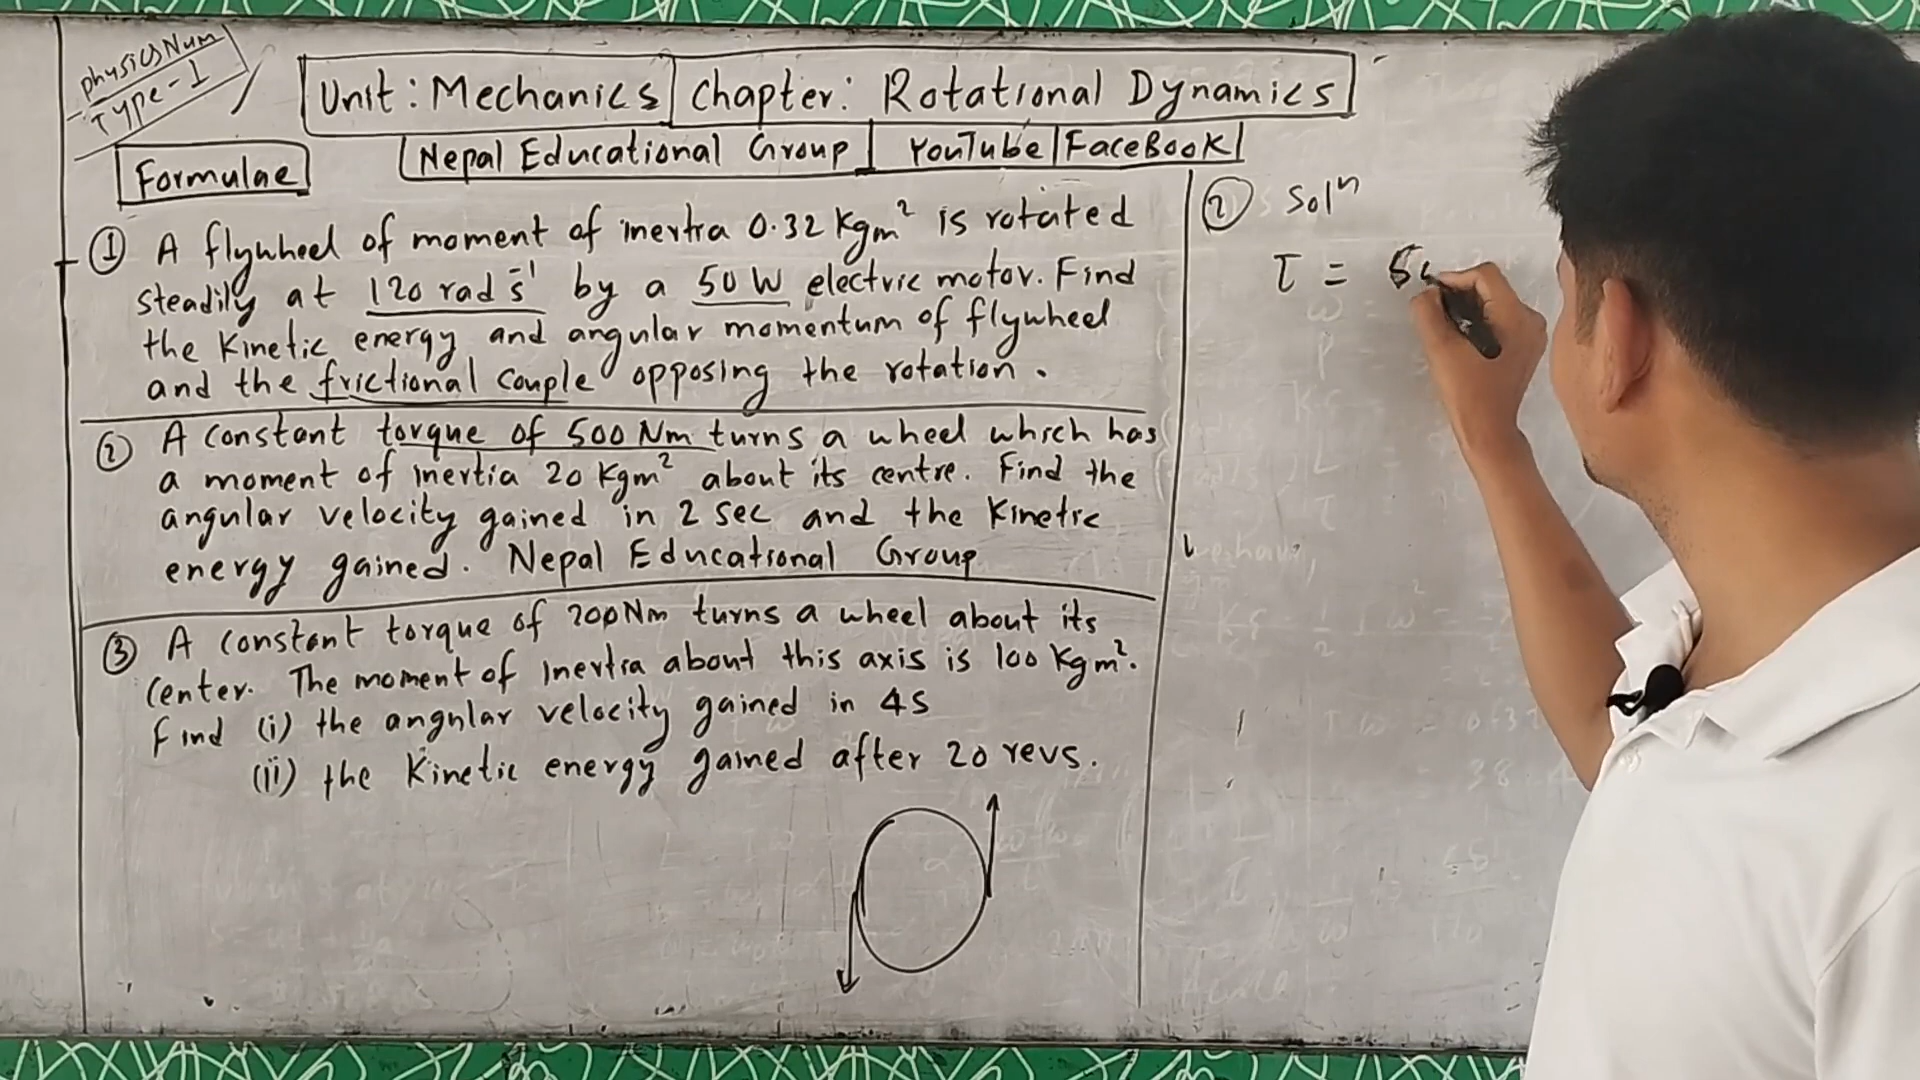 physics Num
Type-1
Unit: Mechanics Chapter: Rotational Dynamics
Nepal Educational Group YouTube FaceBook
Formulae
① A flywheel of moment of inertia 0.32 Kgm² is rotated
steadily at 120 rad s⁻¹ by a 50 W electric motor. Find
the Kinetic energy and angular momentum of flywheel
and the frictional couple opposing the rotation.
② A constant torque of 500 Nm turns a wheel which has
a moment of inertia 20 Kgm² about its centre. Find the
angular velocity gained in 2 sec and the Kinetic
energy gained. Nepal Educational Group
③ A constant torque of 200Nm turns a wheel about its
center. The moment of inertia about this axis is 100 Kgm².
Find (i) the angular velocity gained in 4s
(ii) the Kinetic energy gained after 20 revs.
② Solⁿ
τ = 50